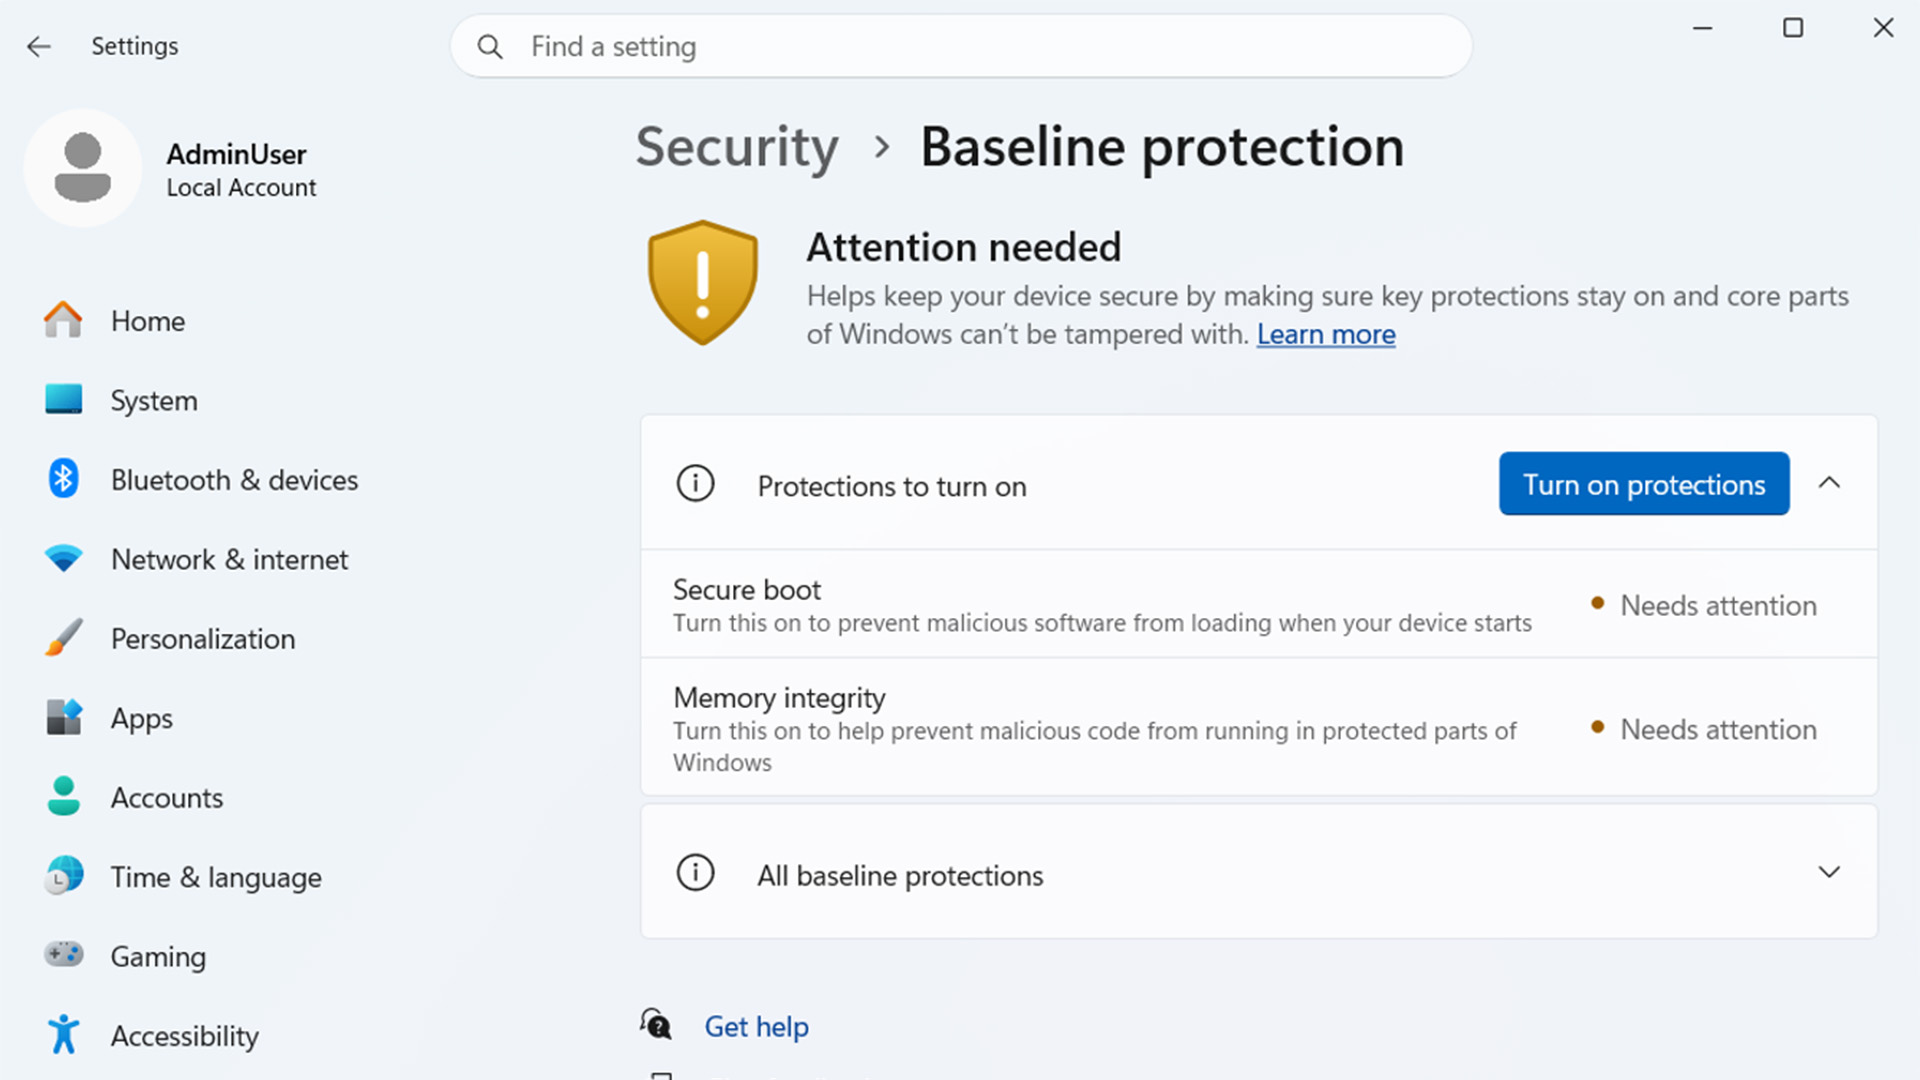 Settings
Find a setting
AdminUser
Local Account
Home
System
Bluetooth & devices
Network & internet
Personalization
Apps
Accounts
Time & language
Gaming
Accessibility
Security > Baseline protection
Attention needed
Helps keep your device secure by making sure key protections stay on and core parts
of Windows can’t be tampered with. Learn more
Protections to turn on
Turn on protections
Secure boot
Turn this on to prevent malicious software from loading when your device starts
Needs attention
Memory integrity
Turn this on to help prevent malicious code from running in protected parts of
Windows
Needs attention
All baseline protections
Get help